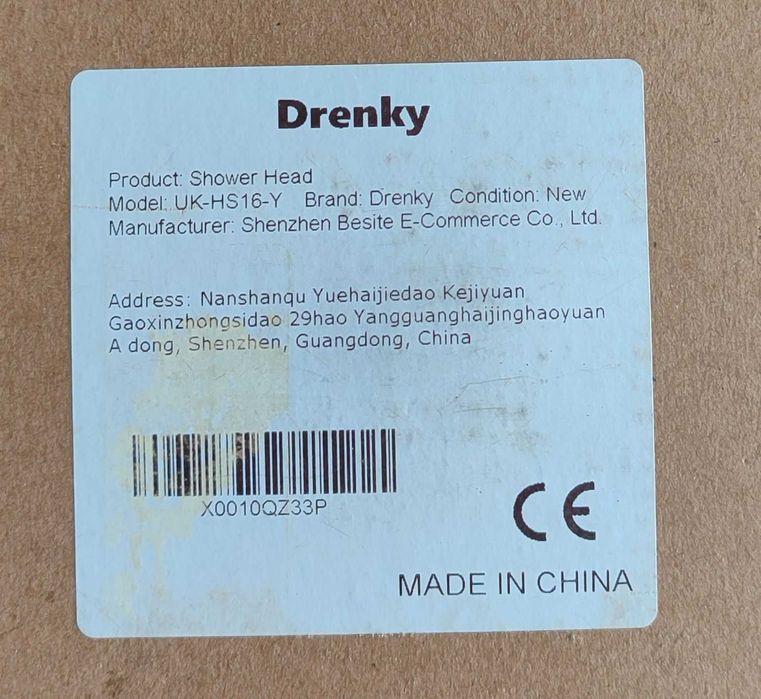 Drenky
Product: Shower Head
Model: UK-HS16-Y Brand: Drenky Condition: New
Manufacturer: Shenzhen Besite E-Commerce Co., Ltd.
Address: Nanshanqu Yuehaijiedao Kejiyuan
Gaoxinzhongsidao 29hao Yangguanghaijinghaoyuan
A dong, Shenzhen, Guangdong, China
X0010QZ33P
CE
MADE IN CHINA